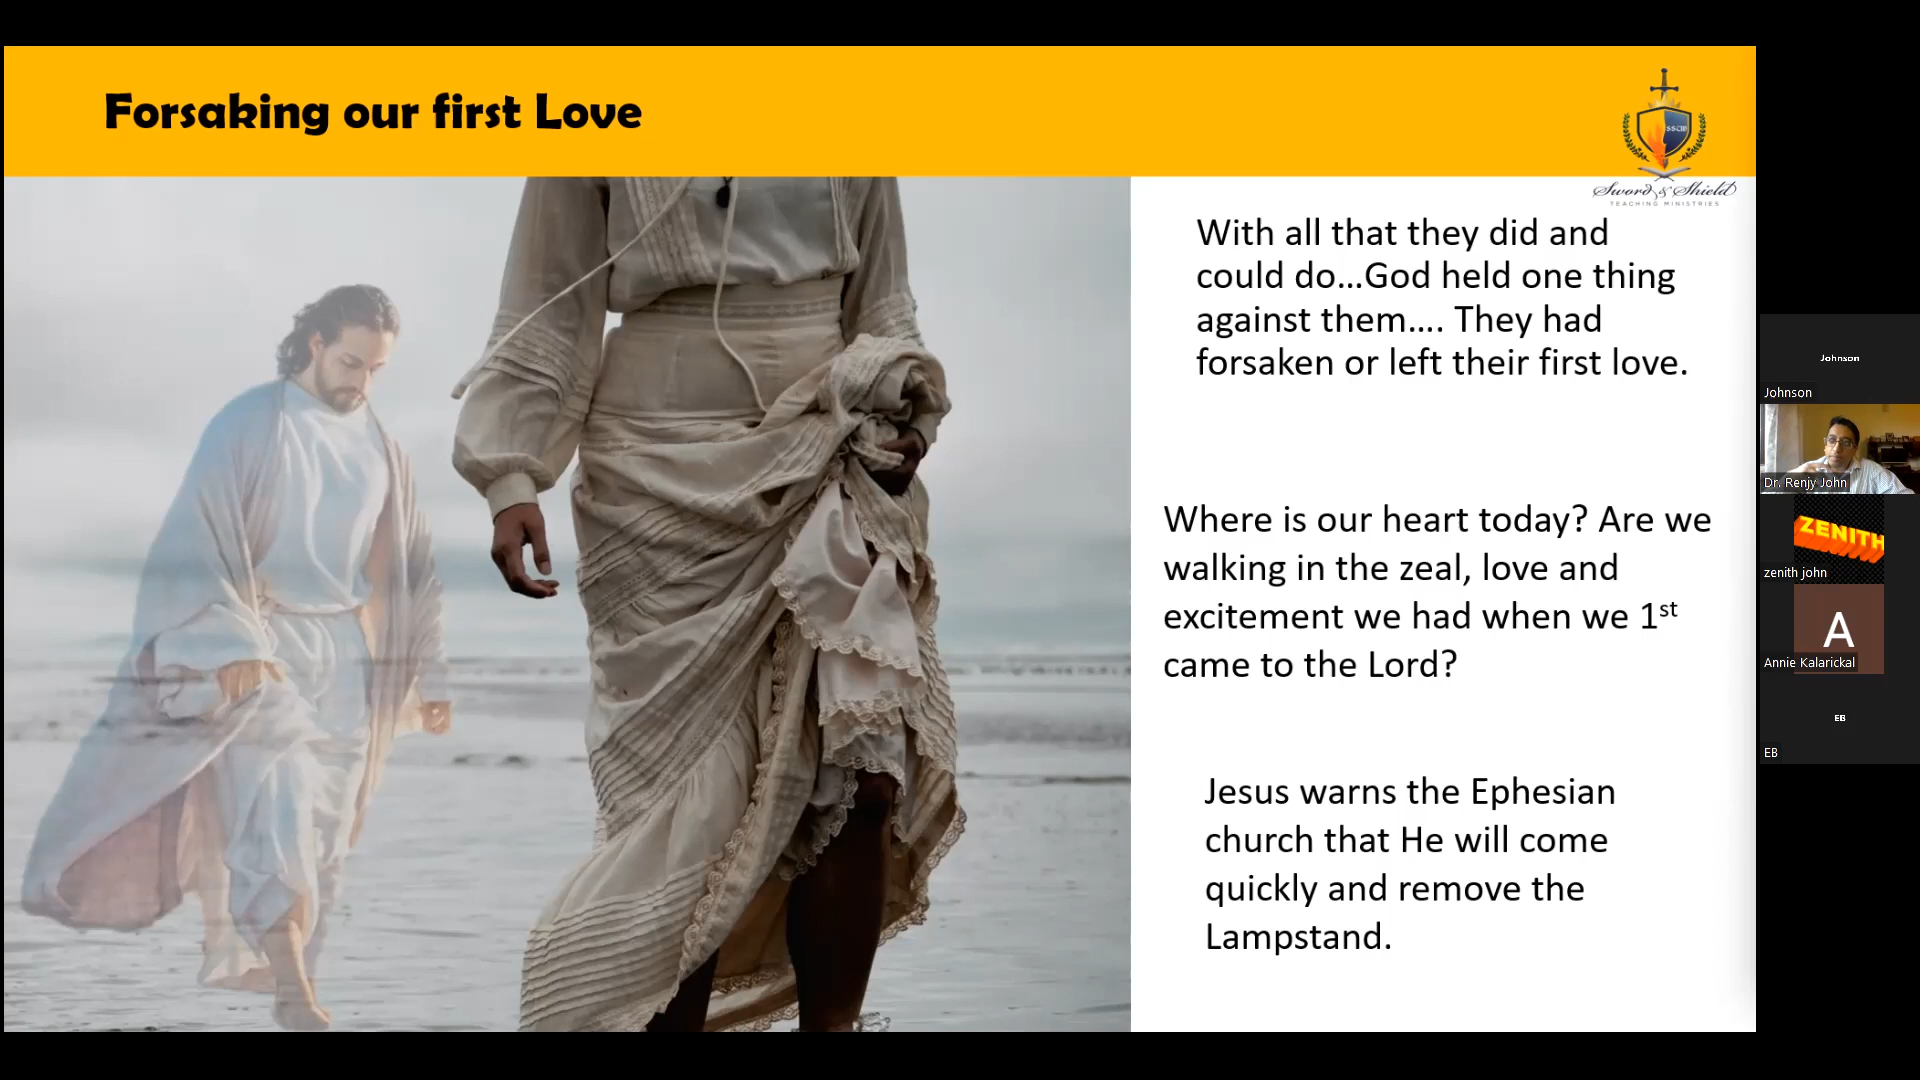 Forsaking our first Love
SSCM
Sword & Shield
TEACHING MINISTRIES
With all that they did and
could do...God held one thing
against them.... They had
forsaken or left their first love.
Where is our heart today? Are we
walking in the zeal, love and
excitement we had when we 1st
came to the Lord?
Jesus warns the Ephesian
church that He will come
quickly and remove the
Lampstand.
Johnson
Johnson
Dr. Renjy John
ZENITH
zenith john
A
Annie Kalarickal
EB
EB